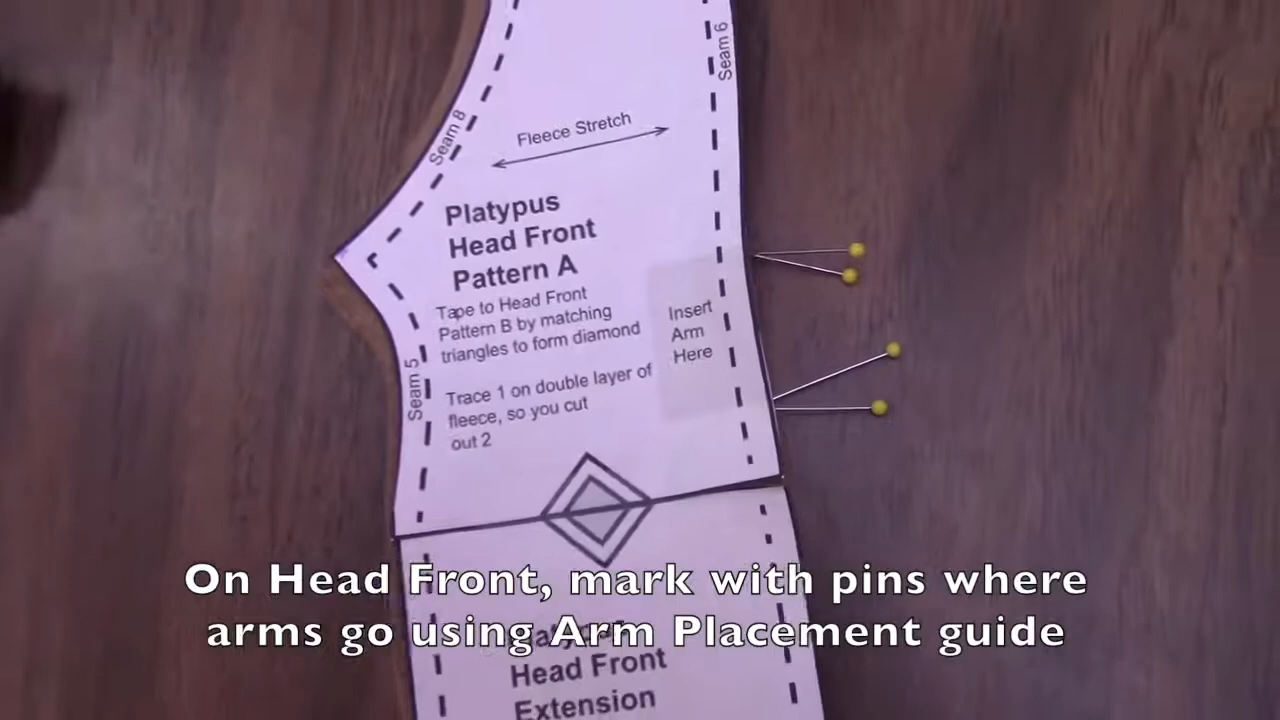 Seam 6
Seam 8
Fleece Stretch
Platypus
Head Front
Pattern A
Tape to Head Front
Pattern B by matching
triangles to form diamond
Insert
Arm
Here
Seam 5
Trace 1 on double layer of
fleece, so you cut
out 2
On Head Front, mark with pins where
arms go using Arm Placement guide
Platypus
Head Front
Extension